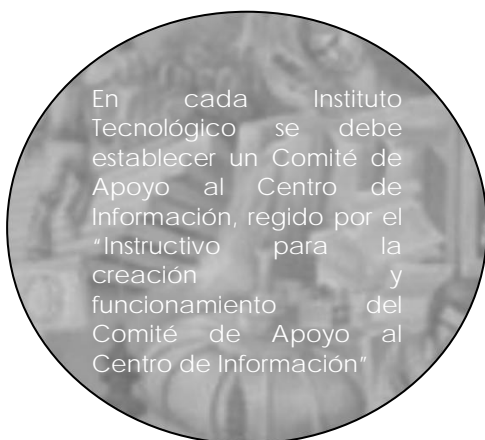 En cada Instituto
Tecnológico se debe
establecer un Comité de
Apoyo al Centro de
Información, regido por el
“Instructivo para la
creación y
funcionamiento del
Comité de Apoyo al
Centro de Información”